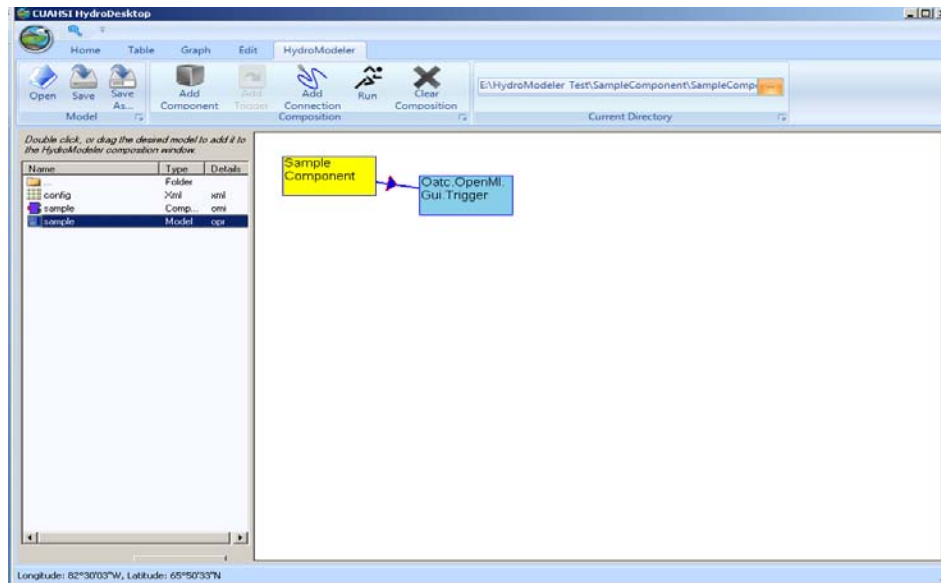 CUAHSI HydroDesktop
Home Table Graph Edit HydroModeler
Open Save Save As... Add Component Add Trigger Add Connection Run Clear Composition
Model Composition Current Directory
E:\HydroModeler Test\SampleComponent\SampleComp
Double click, or drag the desired model to add it to
the HydroModeler composition window.
Name Type Details
... Folder
config Xml xml
sample Comp... omi
sample Model opr
Sample
Component
Oatc.OpenMI.
Gui.Trigger
Longitude: 82°30'03"W, Latitude: 65°50'33"N